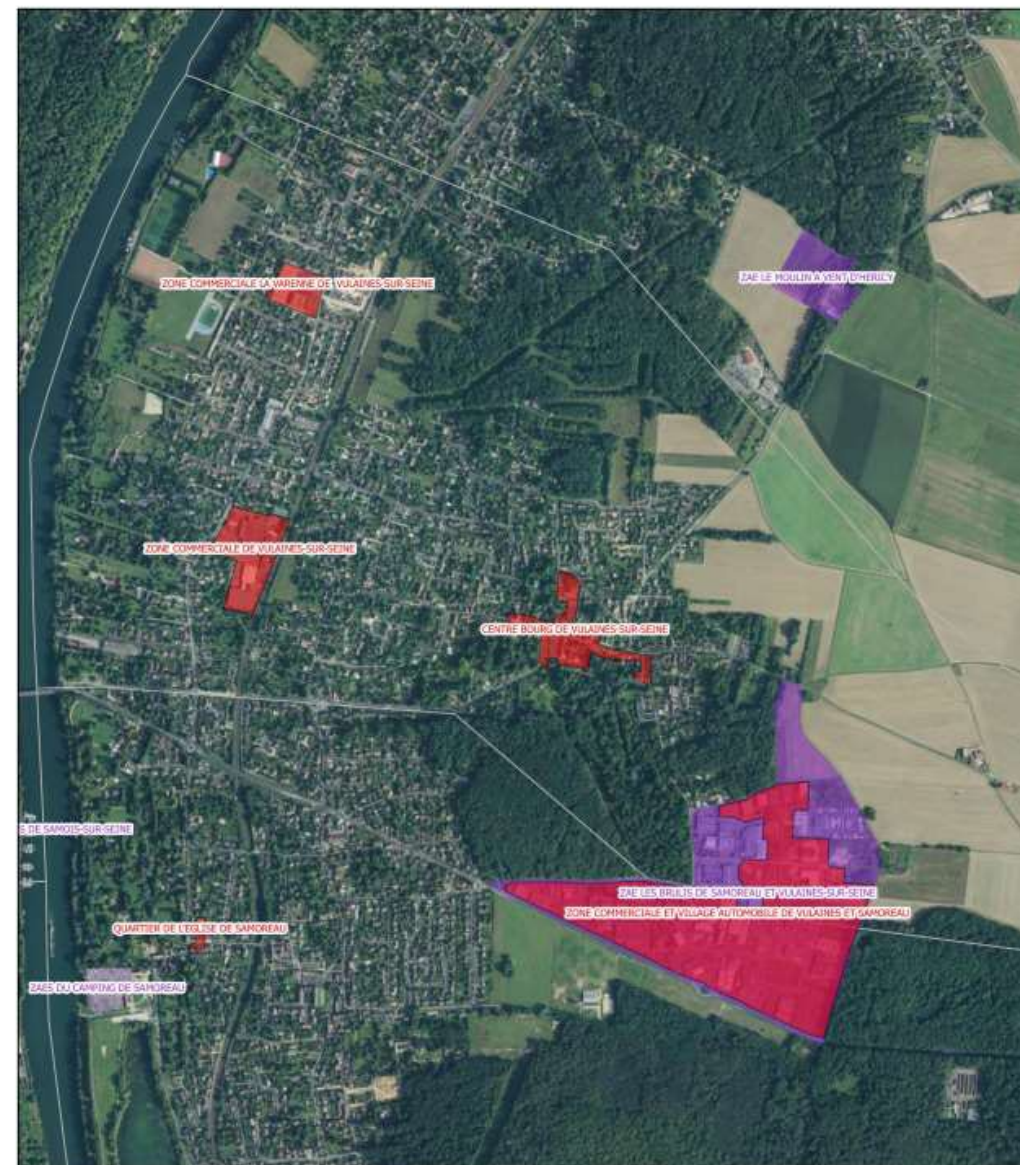 ZAE LE MOULIN A VENT D'HERICY
ZONE COMMERCIALE LA VARENNE DE VULAINES-SUR-SEINE
ZONE COMMERCIALE DE VULAINES-SUR-SEINE
CENTRE BOURG DE VULAINES-SUR-SEINE
S DE SAMOIS-SUR-SEINE
ZAE LES BRULIS DE SAMOREAU ET VULAINES-SUR-SEINE
ZONE COMMERCIALE ET VILLAGE AUTOMOBILE DE VULAINES ET SAMOREAU
QUARTIER DE L'EGLISE DE SAMOREAU
ZAES DU CAMPING DE SAMOREAU